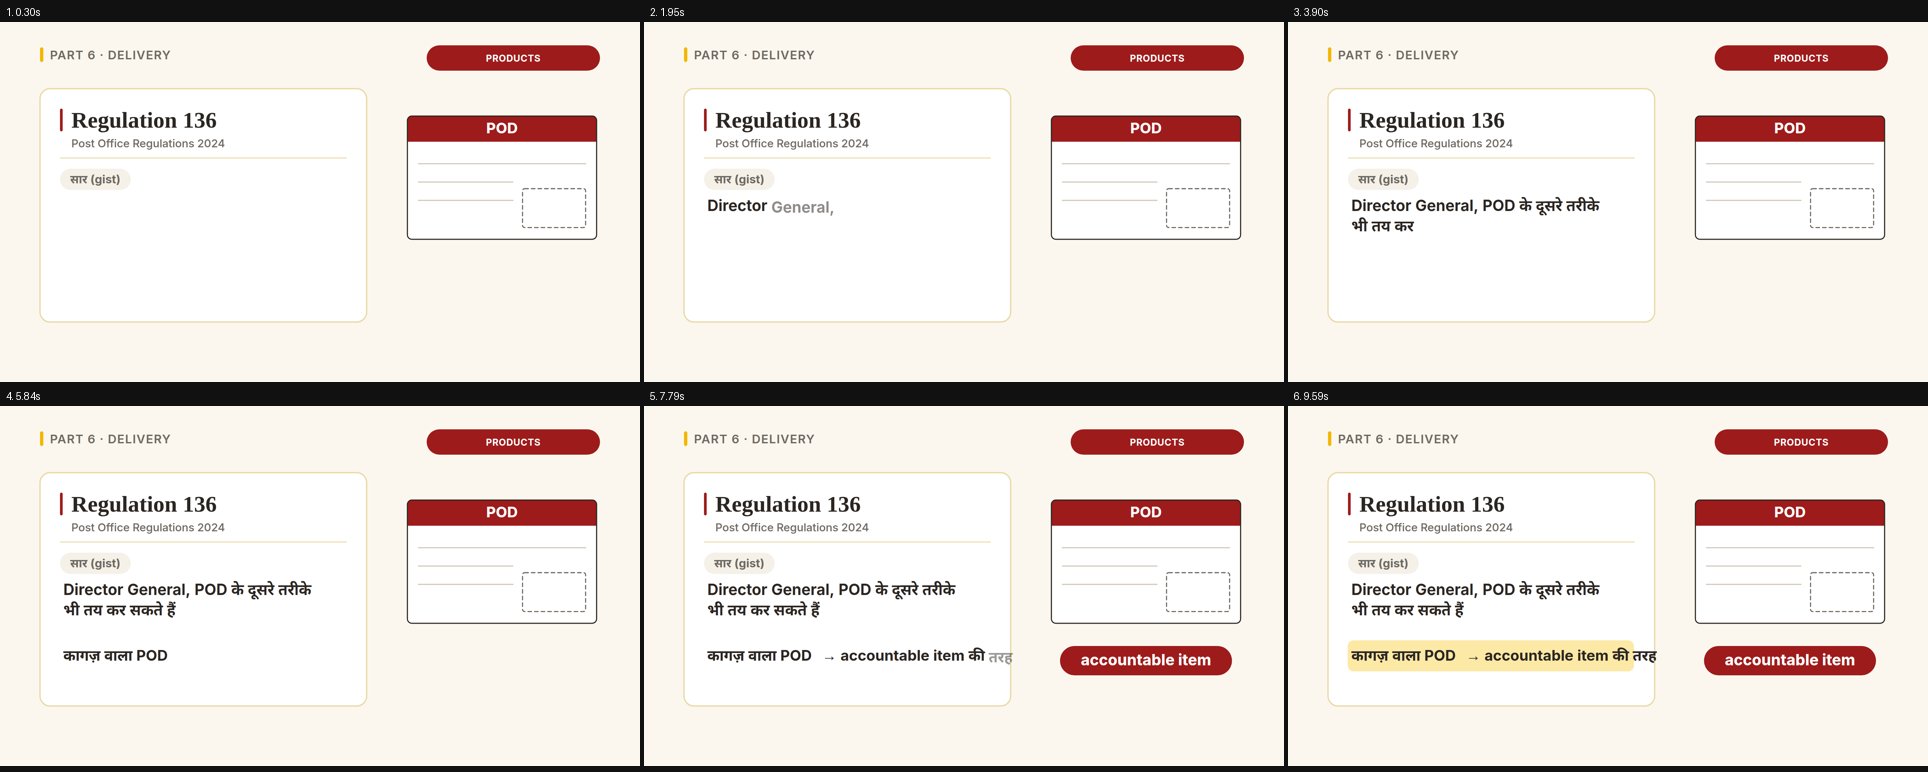 1. 0.30s
PART 6 · DELIVERY
PRODUCTS
Regulation 136
Post Office Regulations 2024
सार (gist)
POD
2. 1.95s
PART 6 · DELIVERY
PRODUCTS
Regulation 136
Post Office Regulations 2024
सार (gist)
Director General,
POD
3. 3.90s
PART 6 · DELIVERY
PRODUCTS
Regulation 136
Post Office Regulations 2024
सार (gist)
Director General, POD के दूसरे तरीके
भी तय कर
POD
4. 5.84s
PART 6 · DELIVERY
PRODUCTS
Regulation 136
Post Office Regulations 2024
सार (gist)
Director General, POD के दूसरे तरीके
भी तय कर सकते हैं
कागज़ वाला POD
POD
5. 7.79s
PART 6 · DELIVERY
PRODUCTS
Regulation 136
Post Office Regulations 2024
सार (gist)
Director General, POD के दूसरे तरीके
भी तय कर सकते हैं
कागज़ वाला POD → accountable item की तरह
POD
accountable item
6. 9.59s
PART 6 · DELIVERY
PRODUCTS
Regulation 136
Post Office Regulations 2024
सार (gist)
Director General, POD के दूसरे तरीके
भी तय कर सकते हैं
कागज़ वाला POD → accountable item की तरह
POD
accountable item